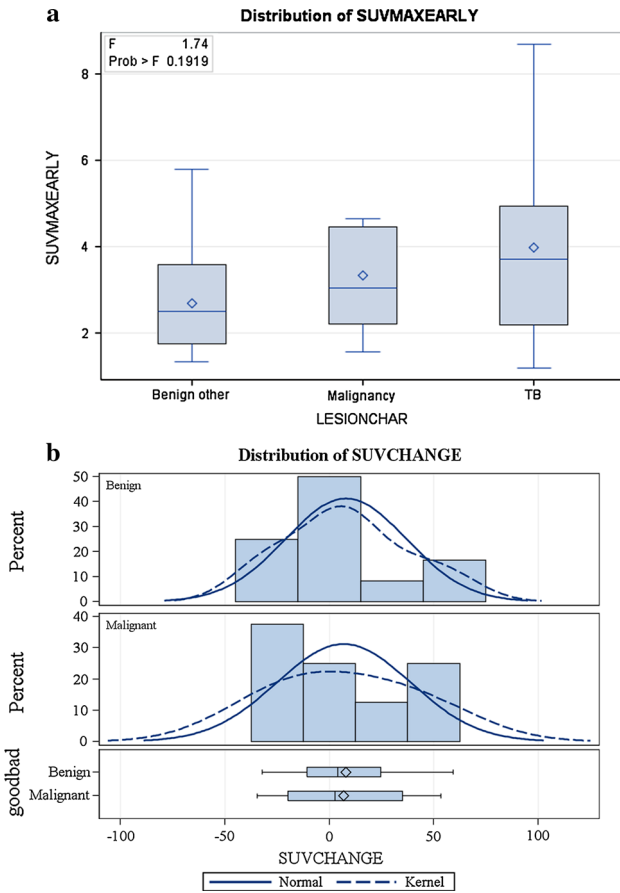 a
Distribution of SUVMAXEARLY
F 1.74
Prob > F 0.1919
SUVMAXEARLY
8
6
4
2
Benign other Malignancy TB
LESIONCHAR
b
Distribution of SUVCHANGE
Benign
Percent
50
40
30
20
10
0
Malignant
Percent
40
30
20
10
0
goodbad
Benign
Malignant
-100 -50 0 50 100
SUVCHANGE
Normal Kernel